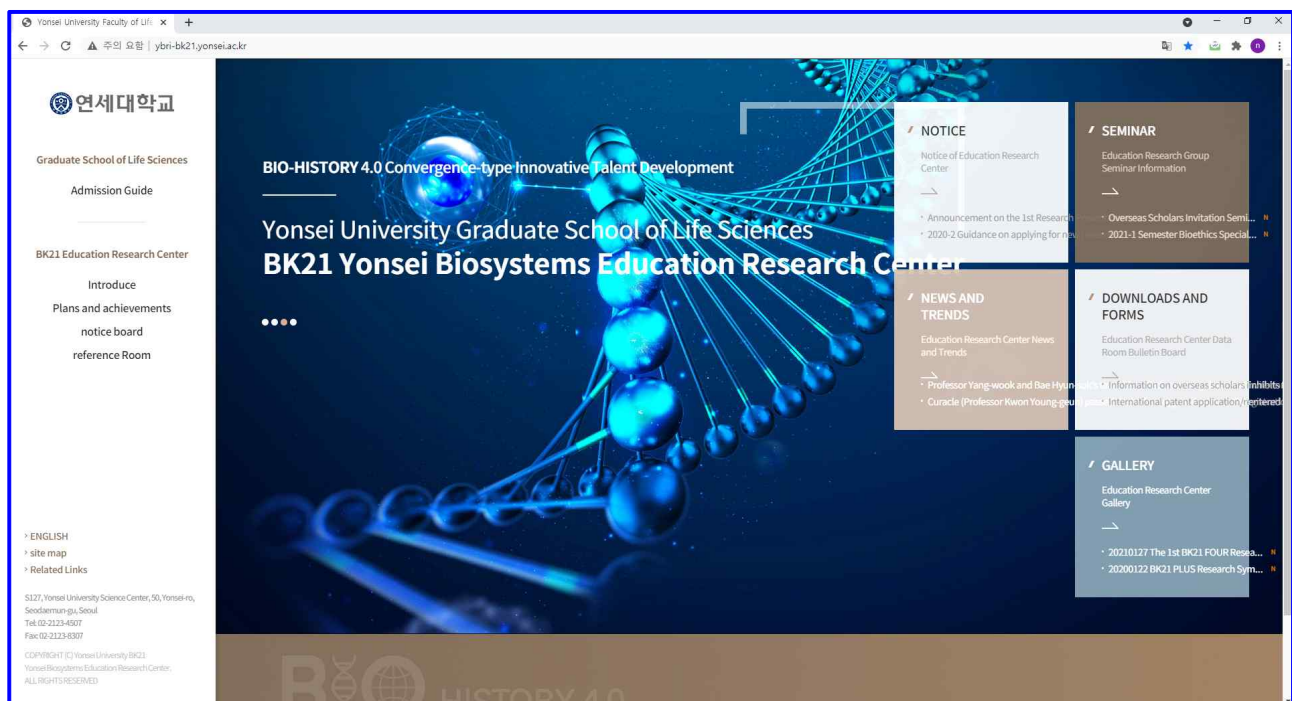 Yonsei University Faculty of Lif
주의 요함 | ybri-bk21.yonsei.ac.kr
n
연세대학교
Graduate School of Life Sciences
Admission Guide
BK21 Education Research Center
Introduce
Plans and achievements
notice board
reference Room
ENGLISH
site map
Related Links
S127, Yonsei University Science Center, 50, Yonsei-ro,
Seodaemun-gu, Seoul
Tel: 02-2123-4507
Fax: 02-2123-8307
COPYRIGHT (C) Yonsei University BK21
Yonsei Biosystems Education Research Center.
ALL RIGHTS RESERVED
BIO-HISTORY 4.0 Convergence-type Innovative Talent Development
Yonsei University Graduate School of Life Sciences
BK21 Yonsei Biosystems Education Research Center
NOTICE
Notice of Education Research
Center
Announcement on the 1st Research
2020-2 Guidance on applying for
SEMINAR
Education Research Group
Seminar Information
Overseas Scholars Invitation Semi... N
2021-1 Semester Bioethics Special... N
NEWS AND
TRENDS
Education Research Center News
and Trends
Professor Yang-wook and Bae
Curacle (Professor Kwon
DOWNLOADS AND
FORMS
Education Research Center Data
Room Bulletin Board
Information on overseas scholars
International patent application
GALLERY
Education Research Center
Gallery
20210127 The 1st BK21 FOUR Resea... N
20200122 BK21 PLUS Research Sym... N
BIO HISTORY 4.0